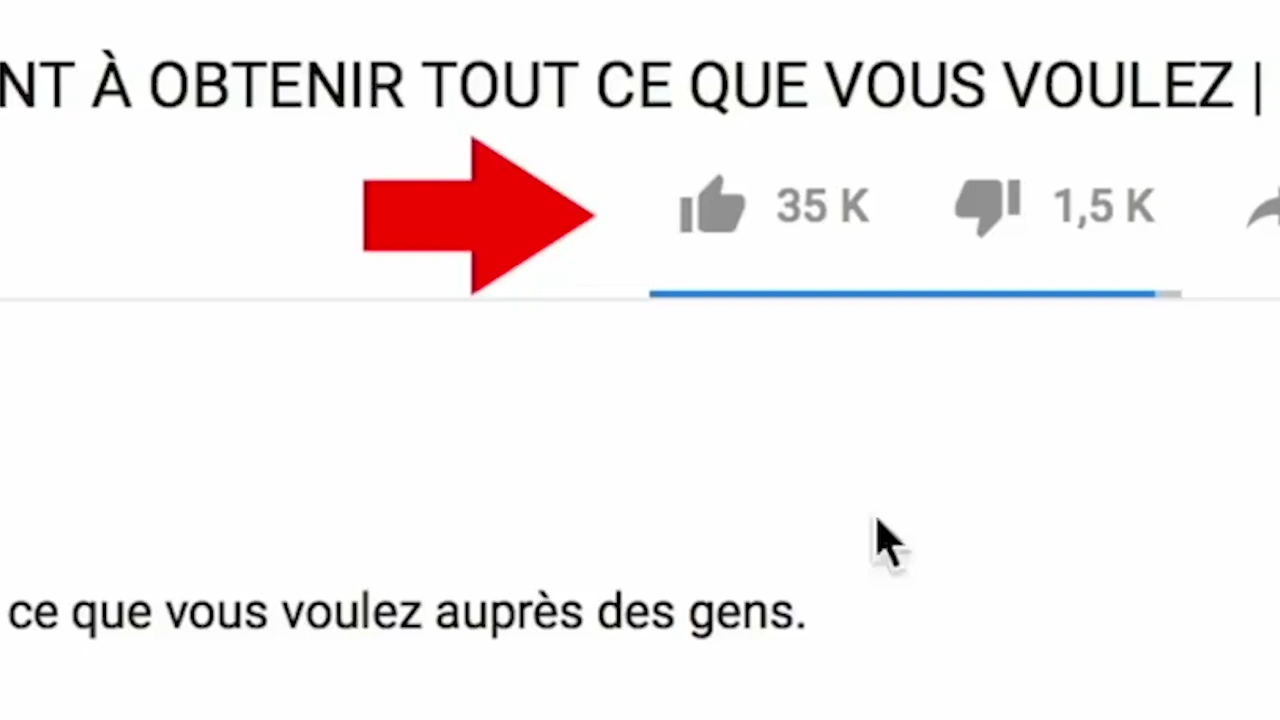 NT À OBTENIR TOUT CE QUE VOUS VOULEZ |
35 K 1,5 K
ce que vous voulez auprès des gens.